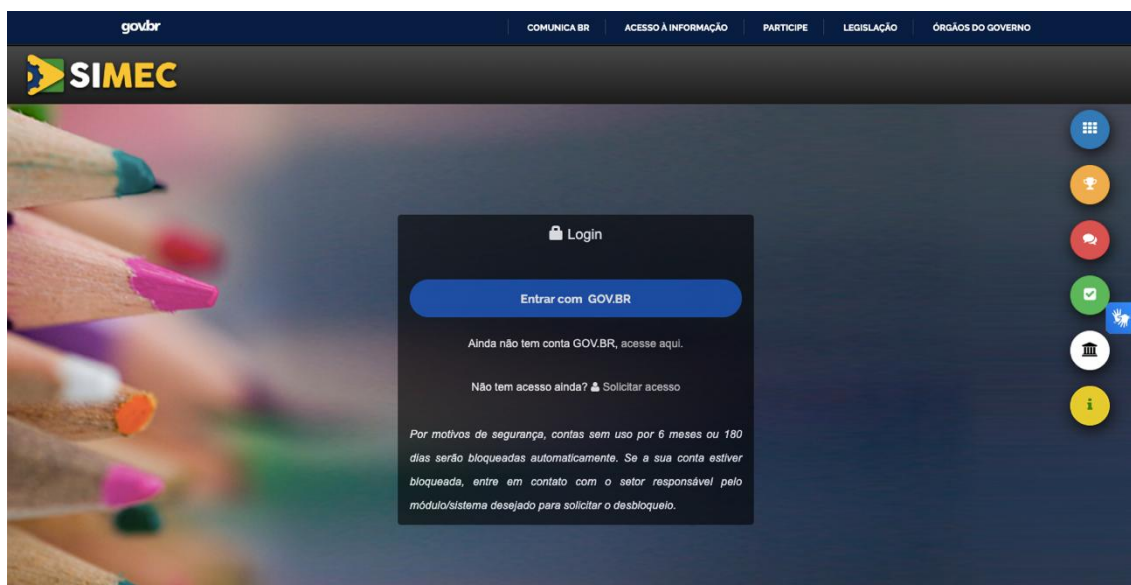 gov.br
COMUNICA BR
ACESSO À INFORMAÇÃO
PARTICIPE
LEGISLAÇÃO
ÓRGÃOS DO GOVERNO
SIMEC
Login
Entrar com GOV.BR
Ainda não tem conta GOV.BR, acesse aqui.
Não tem acesso ainda? Solicitar acesso
Por motivos de segurança, contas sem uso por 6 meses ou 180
dias serão bloqueadas automaticamente. Se a sua conta estiver
bloqueada, entre em contato com o setor responsável pelo
módulo/sistema desejado para solicitar o desbloqueio.